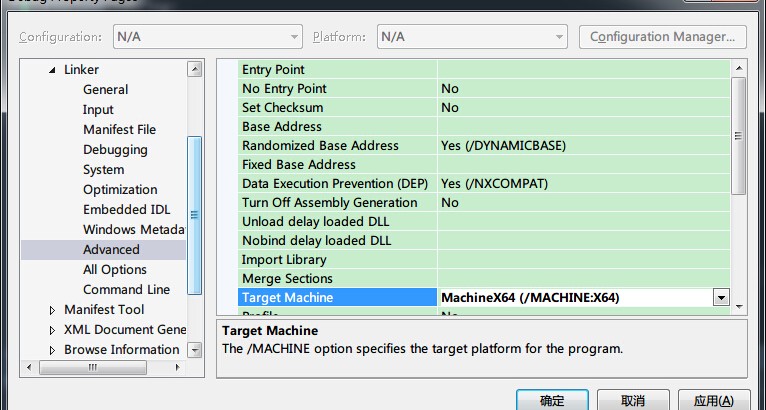 Debug Property Pages
Configuration: N/A Platform: N/A Configuration Manager...
Linker
General
Input
Manifest File
Debugging
System
Optimization
Embedded IDL
Windows Metada
Advanced
All Options
Command Line
Manifest Tool
XML Document Gene
Browse Information
Entry Point
No Entry Point No
Set Checksum No
Base Address
Randomized Base Address Yes (/DYNAMICBASE)
Fixed Base Address
Data Execution Prevention (DEP) Yes (/NXCOMPAT)
Turn Off Assembly Generation No
Unload delay loaded DLL
Nobind delay loaded DLL
Import Library
Merge Sections
Target Machine MachineX64 (/MACHINE:X64)
Profile No
Target Machine
The /MACHINE option specifies the target platform for the program.
确定 取消 应用(A)